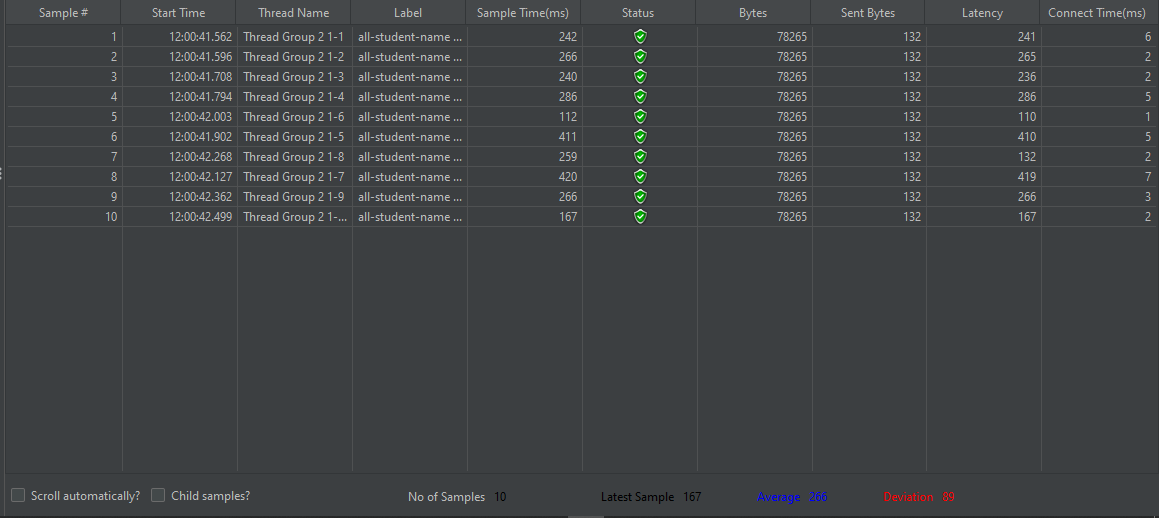 Sample # Start Time Thread Name Label Sample Time(ms) Status Bytes Sent Bytes Latency Connect Time(ms)
1 12:00:41.562 Thread Group 2 1-1 all-student-name ... 242 78265 132 241 6
2 12:00:41.596 Thread Group 2 1-2 all-student-name ... 266 78265 132 265 2
3 12:00:41.708 Thread Group 2 1-3 all-student-name ... 240 78265 132 236 2
4 12:00:41.794 Thread Group 2 1-4 all-student-name ... 286 78265 132 286 5
5 12:00:42.003 Thread Group 2 1-6 all-student-name ... 112 78265 132 110 1
6 12:00:41.902 Thread Group 2 1-5 all-student-name ... 411 78265 132 410 5
7 12:00:42.268 Thread Group 2 1-8 all-student-name ... 259 78265 132 132 2
8 12:00:42.127 Thread Group 2 1-7 all-student-name ... 420 78265 132 419 7
9 12:00:42.362 Thread Group 2 1-9 all-student-name ... 266 78265 132 266 3
10 12:00:42.499 Thread Group 2 1-... all-student-name ... 167 78265 132 167 2
Scroll automatically? Child samples? No of Samples 10 Latest Sample 167 Average 266 Deviation 89